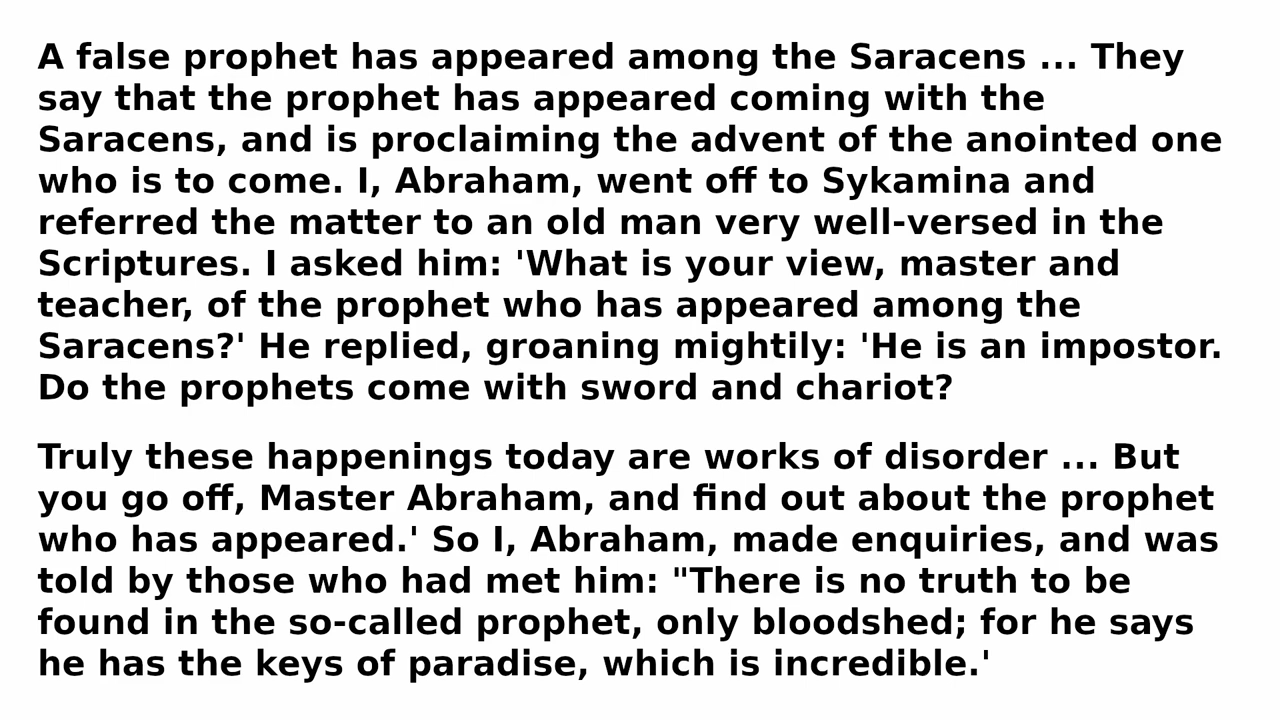 A false prophet has appeared among the Saracens ... They
say that the prophet has appeared coming with the
Saracens, and is proclaiming the advent of the anointed one
who is to come. I, Abraham, went off to Sykamina and
referred the matter to an old man very well-versed in the
Scriptures. I asked him: 'What is your view, master and
teacher, of the prophet who has appeared among the
Saracens?' He replied, groaning mightily: 'He is an impostor.
Do the prophets come with sword and chariot?
Truly these happenings today are works of disorder ... But
you go off, Master Abraham, and find out about the prophet
who has appeared.' So I, Abraham, made enquiries, and was
told by those who had met him: "There is no truth to be
found in the so-called prophet, only bloodshed; for he says
he has the keys of paradise, which is incredible.'